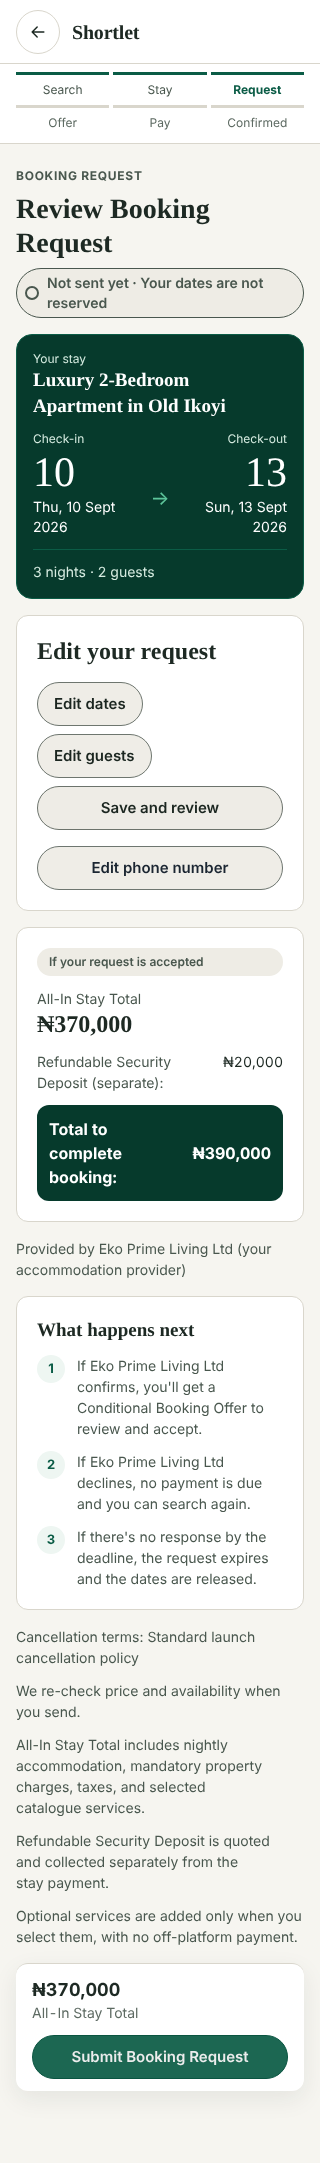 Shortlet
Search
Stay
Request
Offer
Pay
Confirmed
BOOKING REQUEST
Review Booking
Request
Not sent yet · Your dates are not
reserved
Your stay
Luxury 2-Bedroom
Apartment in Old Ikoyi
Check-in
Check-out
10
13
Thu, 10 Sept
2026
→
Sun, 13 Sept
2026
3 nights · 2 guests
Edit your request
Edit dates
Edit guests
Save and review
Edit phone number
If your request is accepted
All-In Stay Total
₦370,000
Refundable Security
Deposit (separate):
₦20,000
Total to
complete
booking:
₦390,000
Provided by Eko Prime Living Ltd (your
accommodation provider)
What happens next
1
If Eko Prime Living Ltd
confirms, you'll get a
Conditional Booking Offer to
review and accept.
2
If Eko Prime Living Ltd
declines, no payment is due
and you can search again.
3
If there's no response by the
deadline, the request expires
and the dates are released.
Cancellation terms: Standard launch
cancellation policy
We re-check price and availability when
you send.
All-In Stay Total includes nightly
accommodation, mandatory property
charges, taxes, and selected
catalogue services.
Refundable Security Deposit is quoted
and collected separately from the
stay payment.
Optional services are added only when you
select them, with no off-platform payment.
₦370,000
All-In Stay Total
Submit Booking Request